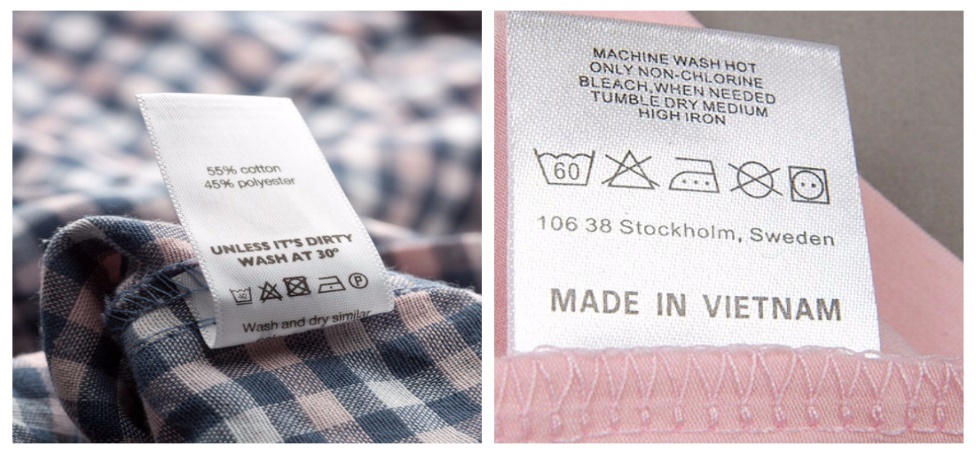 55% cotton
45% polyester
UNLESS IT'S DIRTY
WASH AT 30°
P
Wash and dry similar
MACHINE WASH HOT
ONLY NON-CHLORINE
BLEACH,WHEN NEEDED
TUMBLE DRY MEDIUM
HIGH IRON
60
106 38 Stockholm, Sweden
MADE IN VIETNAM